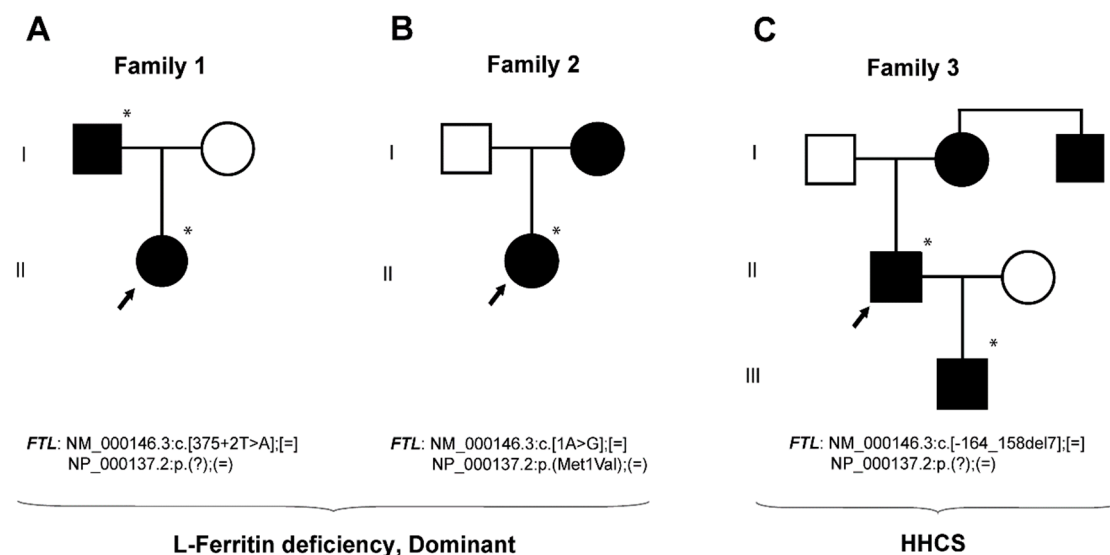 A
Family 1
*
I
*
II
FTL: NM_000146.3:c.[375+2T>A];[=]
NP_000137.2:p.(?);(=)
B
Family 2
I
*
II
FTL: NM_000146.3:c.[1A>G];[=]
NP_000137.2:p.(Met1Val);(=)
L-Ferritin deficiency, Dominant
C
Family 3
I
*
II
*
III
FTL: NM_000146.3:c.[-164_158del7];[=]
NP_000137.2:p.(?);(=)
HHCS